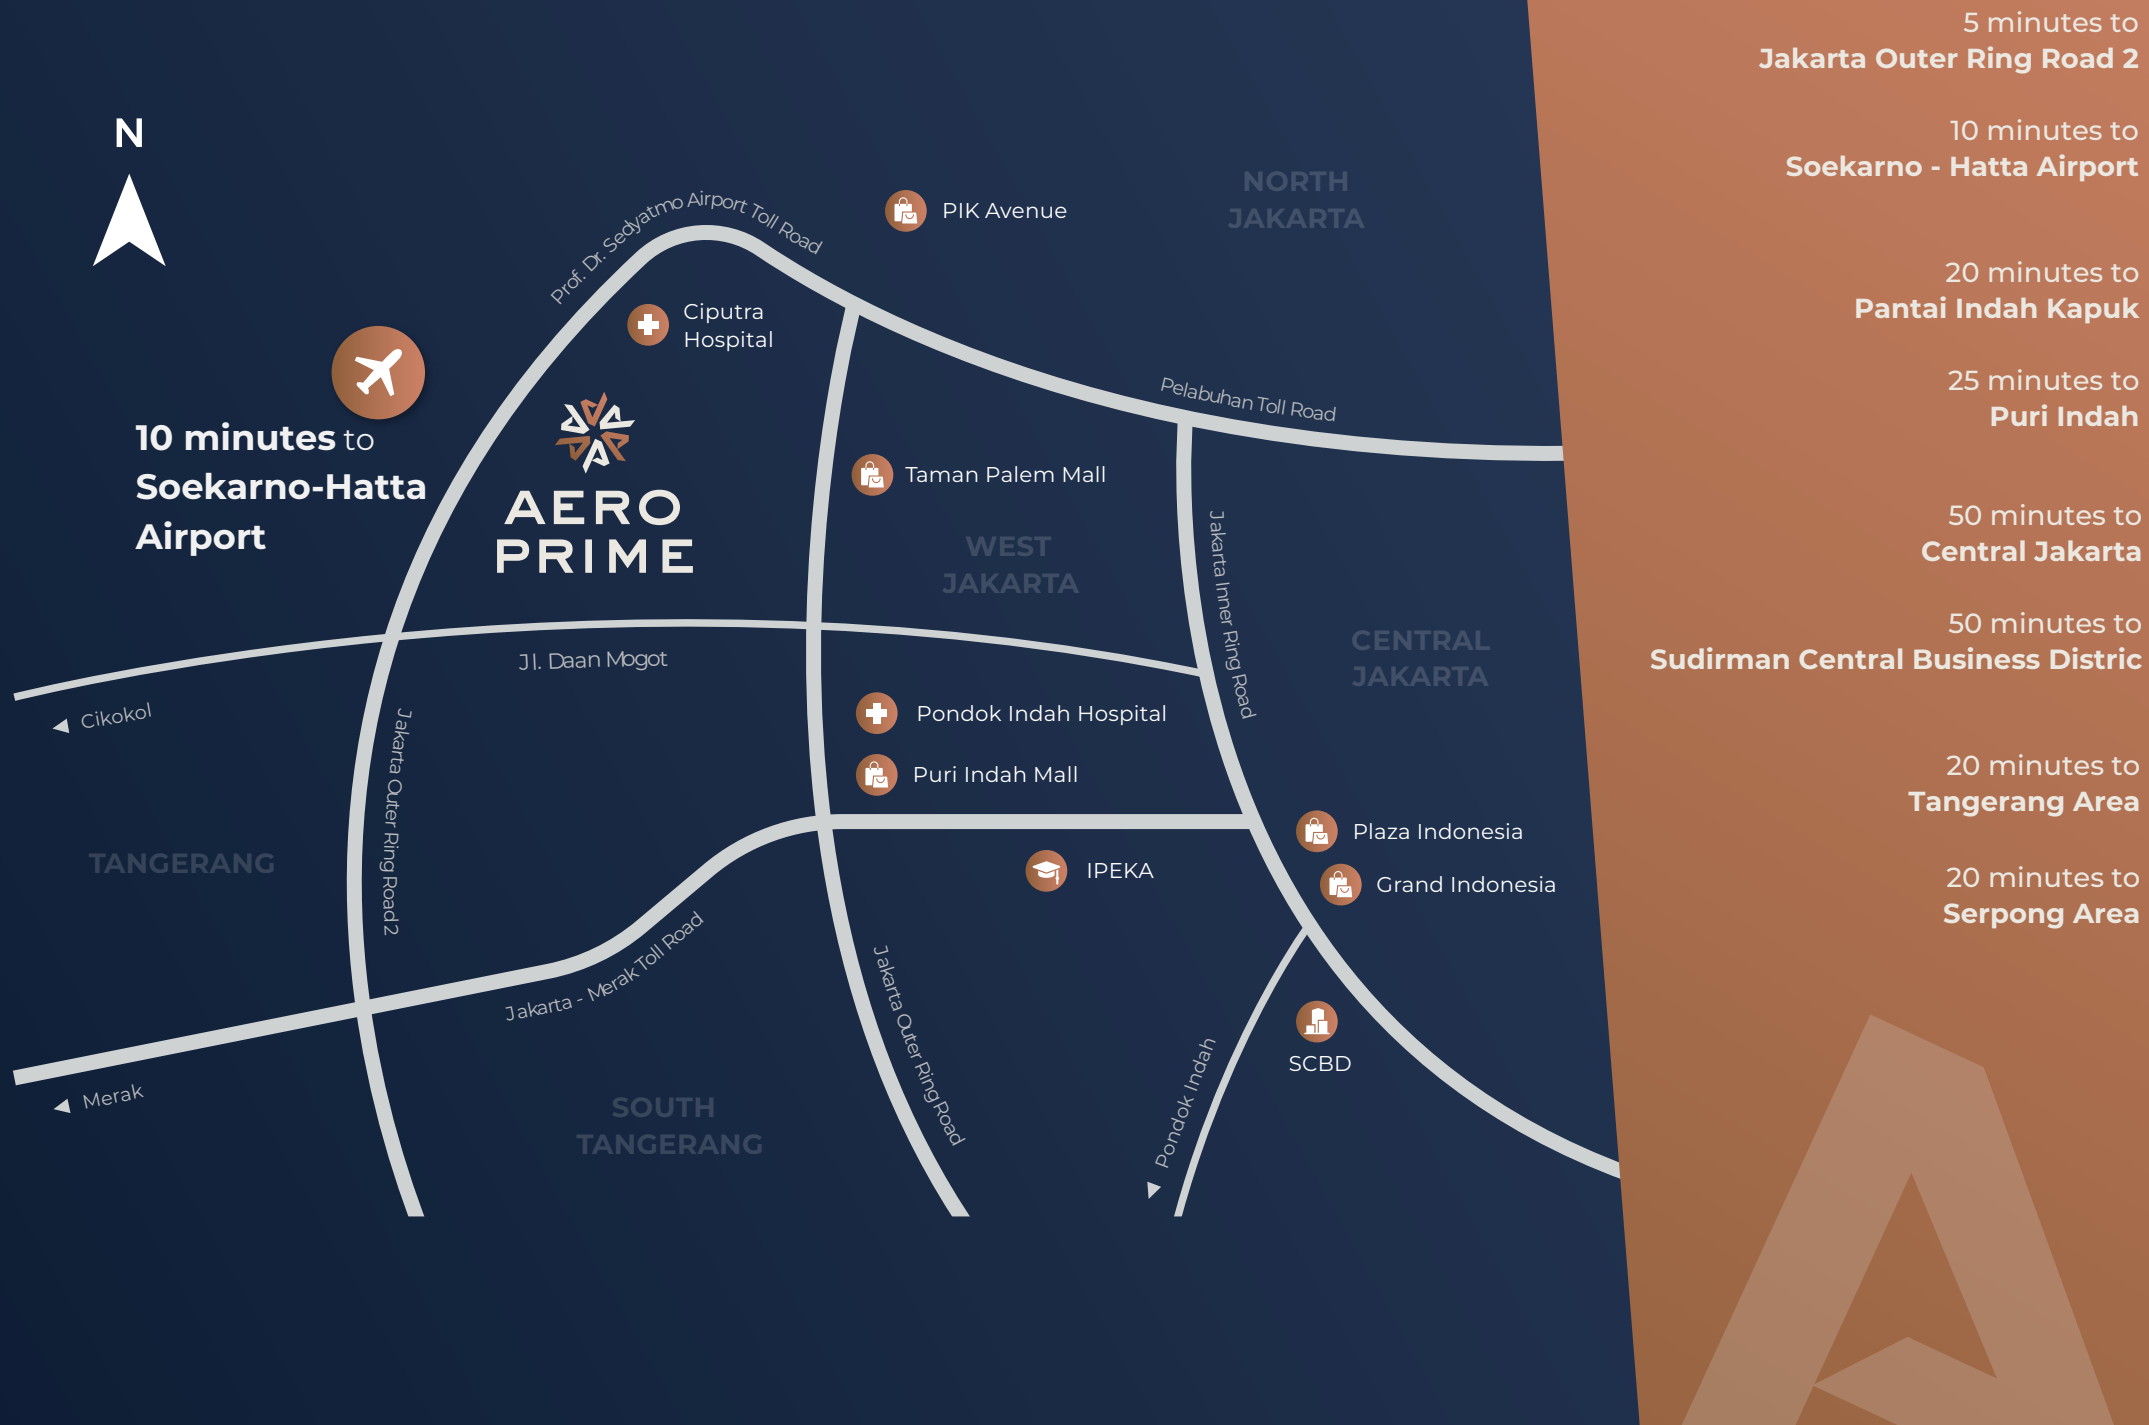 N
10 minutes to
Soekarno-Hatta
Airport
Prof. Dr. Sedyatmo Airport Toll Road
PIK Avenue
NORTH
JAKARTA
Ciputra
Hospital
Pelabuhan Toll Road
AERO
PRIME
Taman Palem Mall
WEST
JAKARTA
Jakarta Inner Ring Road
CENTRAL
JAKARTA
Jl. Daan Mogot
Cikokol
Jakarta Outer Ring Road 2
Pondok Indah Hospital
Puri Indah Mall
Plaza Indonesia
Grand Indonesia
IPEKA
TANGERANG
Jakarta - Merak Toll Road
Jakarta Outer Ring Road
SCBD
Pondok Indah
Merak
SOUTH
TANGERANG
5 minutes to
Jakarta Outer Ring Road 2
10 minutes to
Soekarno - Hatta Airport
20 minutes to
Pantai Indah Kapuk
25 minutes to
Puri Indah
50 minutes to
Central Jakarta
50 minutes to
Sudirman Central Business Distric
20 minutes to
Tangerang Area
20 minutes to
Serpong Area